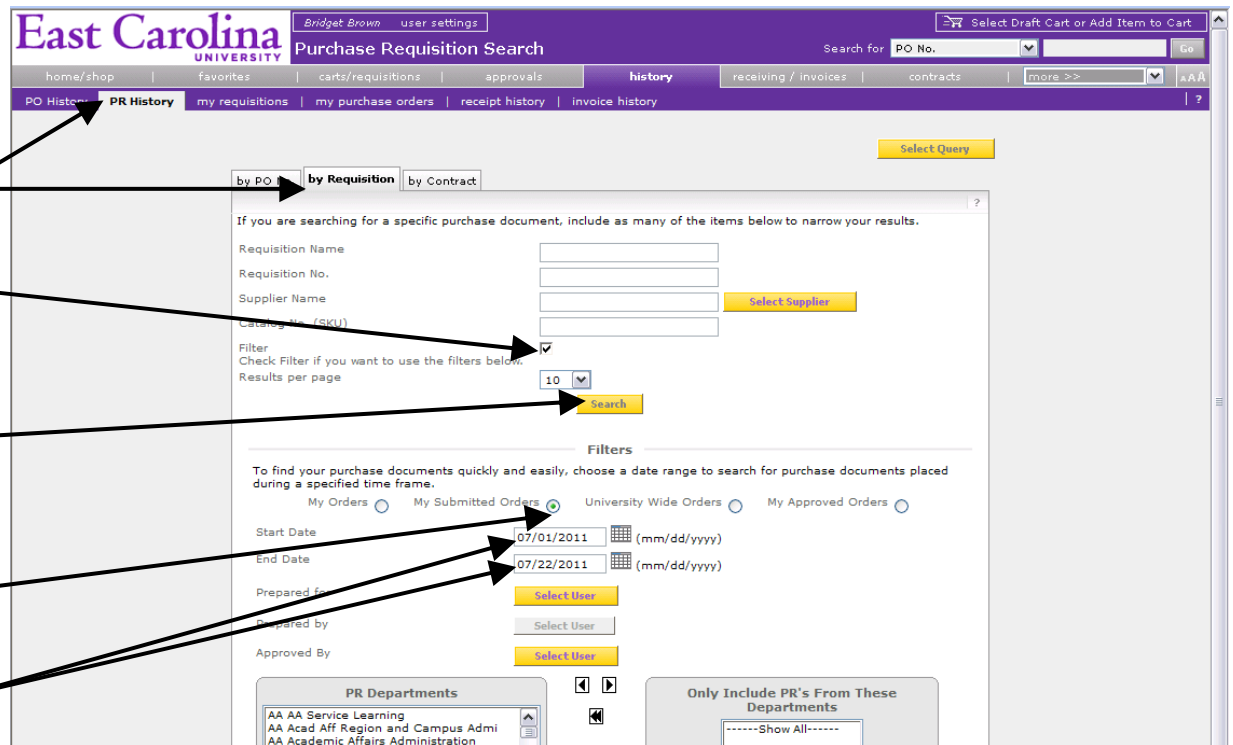 East Carolina
UNIVERSITY
Bridget Brown user settings
Select Draft Cart or Add Item to Cart
Purchase Requisition Search
Search for PO No. Go
home/shop | favorites | carts/requisitions | approvals history receiving / invoices | contracts | more >> AAA
PO History PR History my requisitions | my purchase orders | receipt history | invoice history | ?
Select Query
by PO by Requisition by Contract
?
If you are searching for a specific purchase document, include as many of the items below to narrow your results.
Requisition Name
Requisition No.
Supplier Name Select Supplier
Catalog No. (SKU)
Filter
Check Filter if you want to use the filters below.
Results per page 10
Search
Filters
To find your purchase documents quickly and easily, choose a date range to search for purchase documents placed
during a specified time frame.
My Orders My Submitted Orders University Wide Orders My Approved Orders
Start Date 07/01/2011 (mm/dd/yyyy)
End Date 07/22/2011 (mm/dd/yyyy)
Prepared for Select User
Prepared by Select User
Approved By Select User
PR Departments
Only Include PR's From These
Departments
AA AA Service Learning
AA Acad Aff Region and Campus Admi
AA Academic Affairs Administration
------Show All------